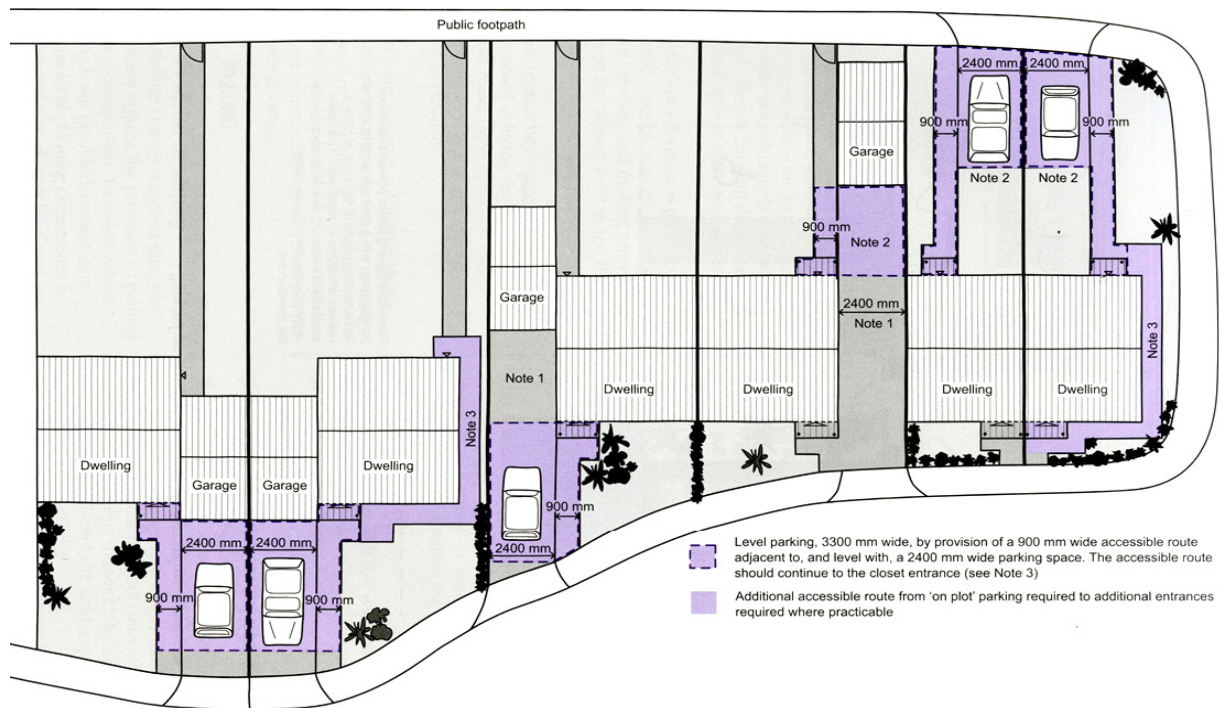 Public footpath
2400 mm
2400 mm
900 mm
900 mm
Garage
Note 2
Note 2
900 mm
Note 2
Garage
2400 mm
Note 1
Note 3
Note 1
Dwelling
Dwelling
Dwelling
Dwelling
Note 3
Dwelling
Garage
Garage
Dwelling
900 mm
2400 mm
2400 mm
2400 mm
900 mm
900 mm
Level parking, 3300 mm wide, by provision of a 900 mm wide accessible route
adjacent to, and level with, a 2400 mm wide parking space. The accessible route
should continue to the closet entrance (see Note 3)
Additional accessible route from ‘on plot’ parking required to additional entrances
required where practicable